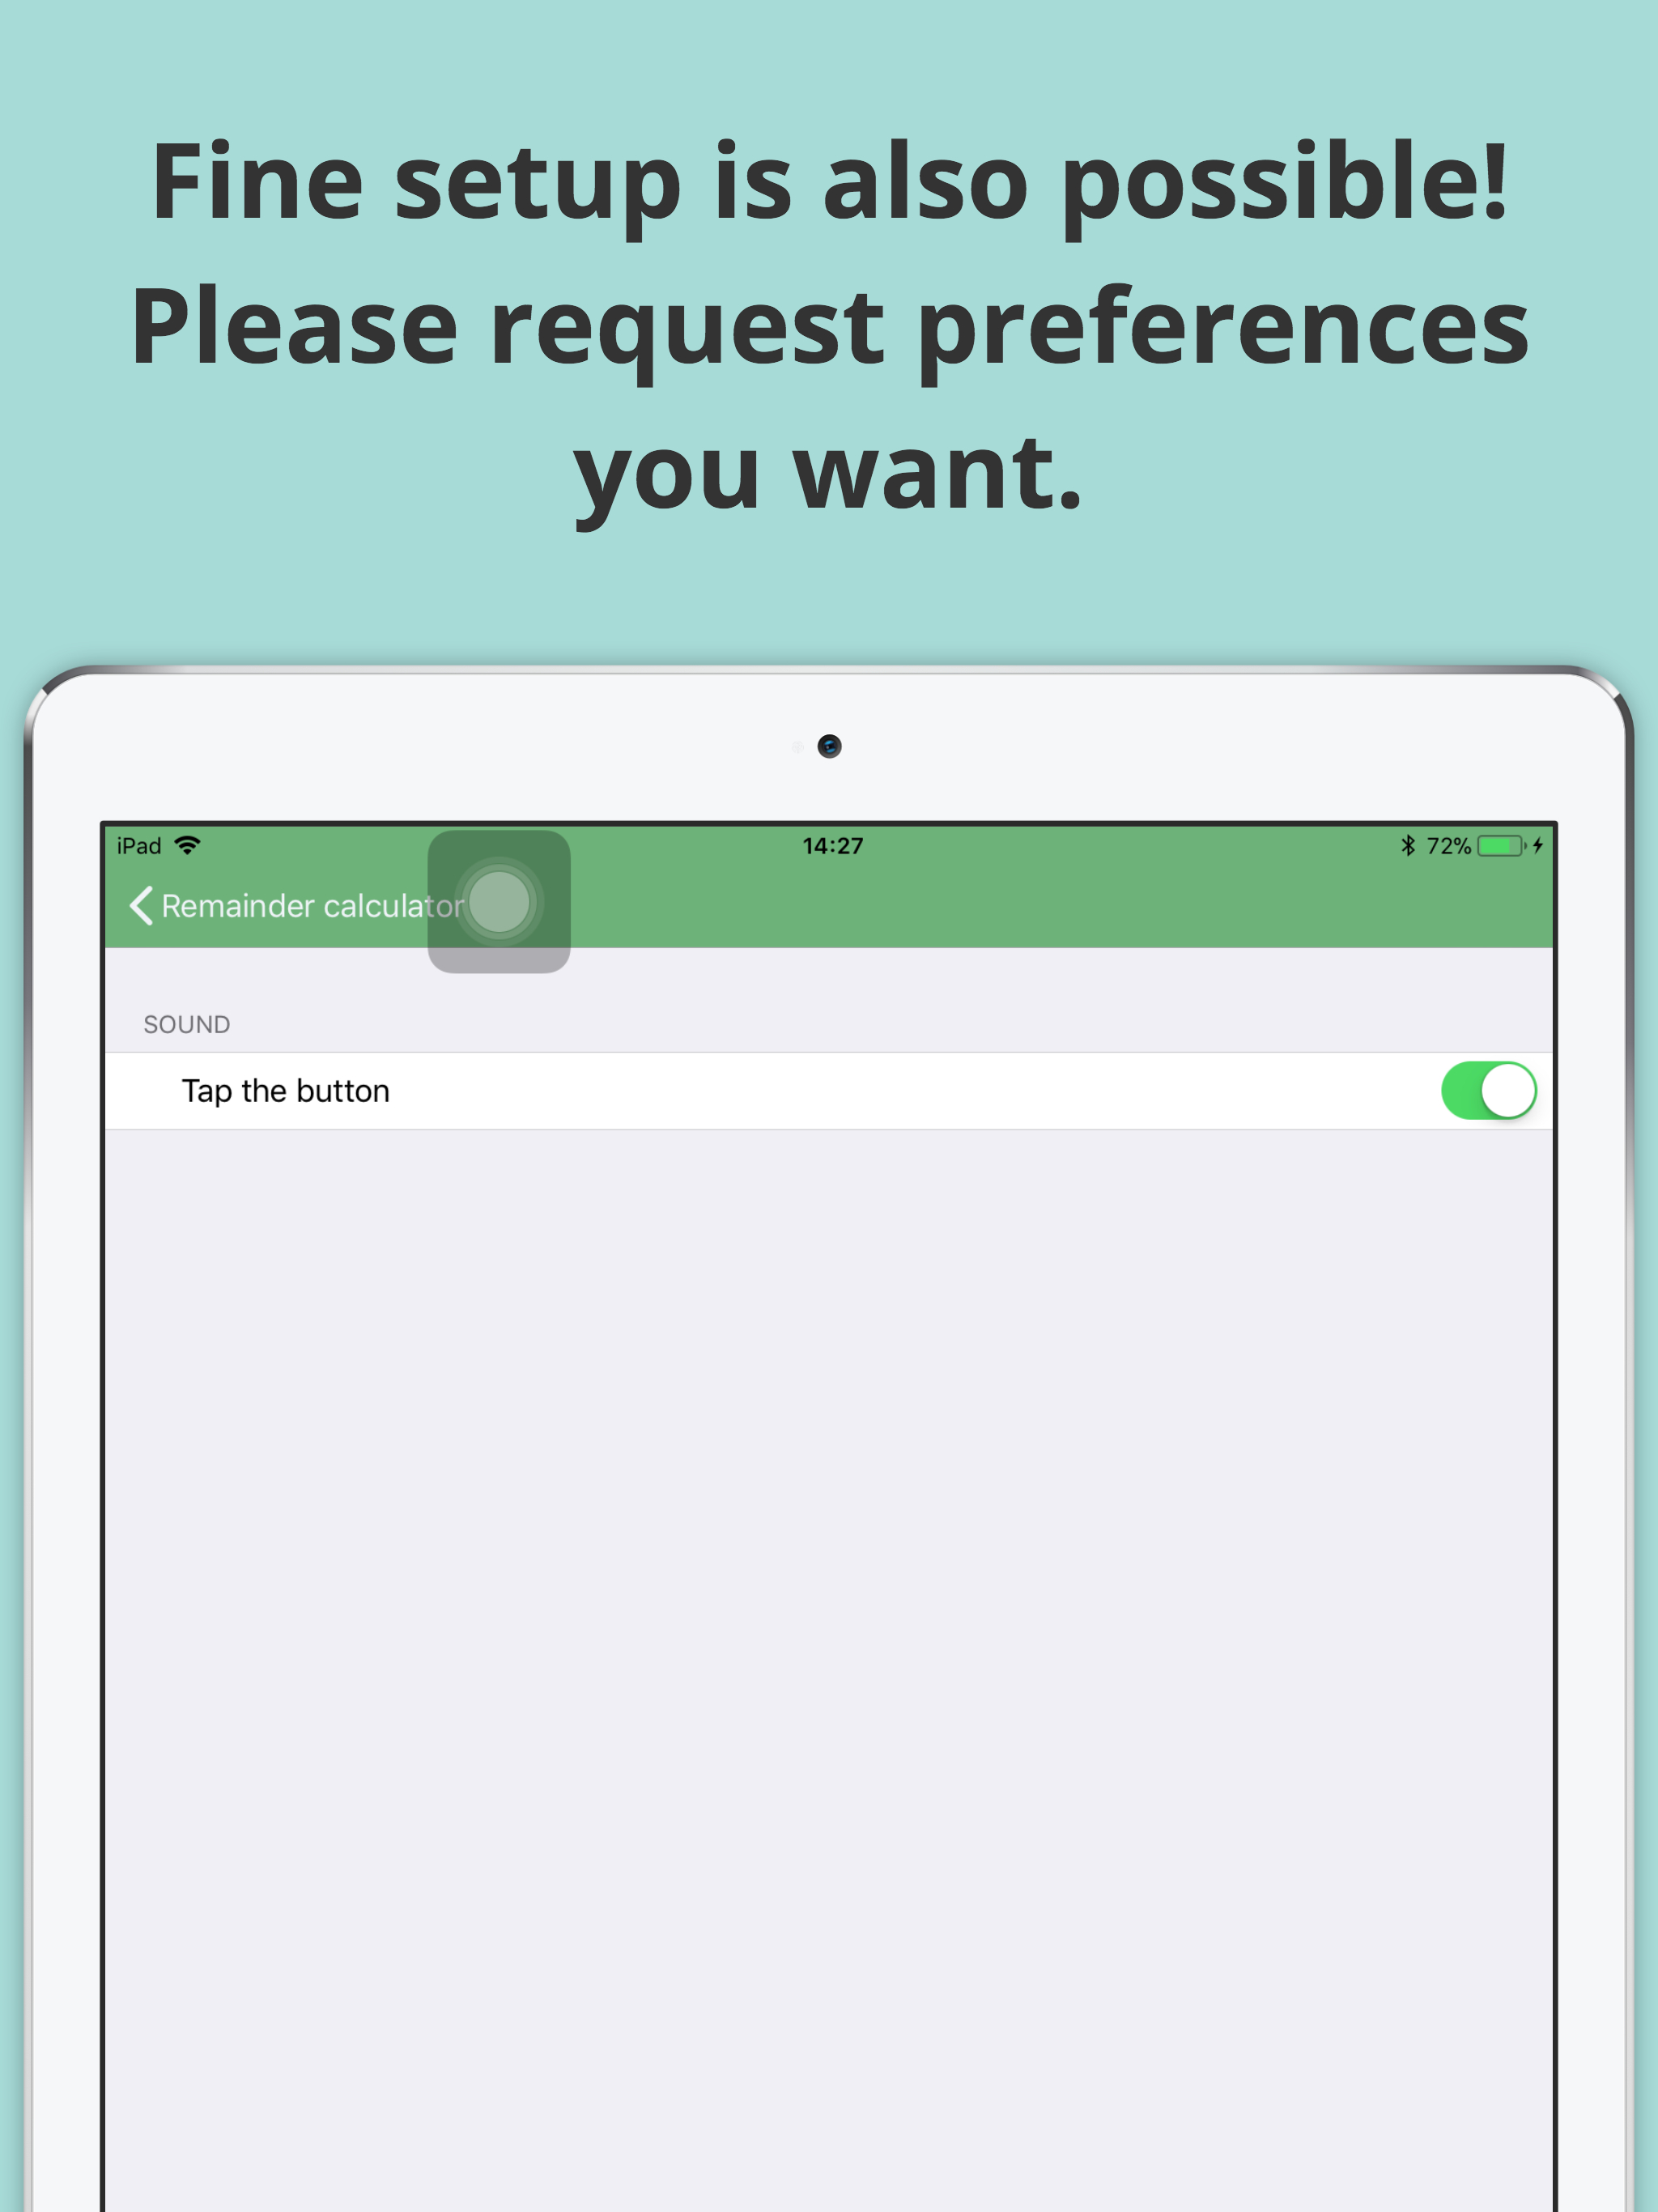 Fine setup is also possible!
Please request preferences
you want.
iPad 14:27 72%
Remainder calculator
SOUND
Tap the button